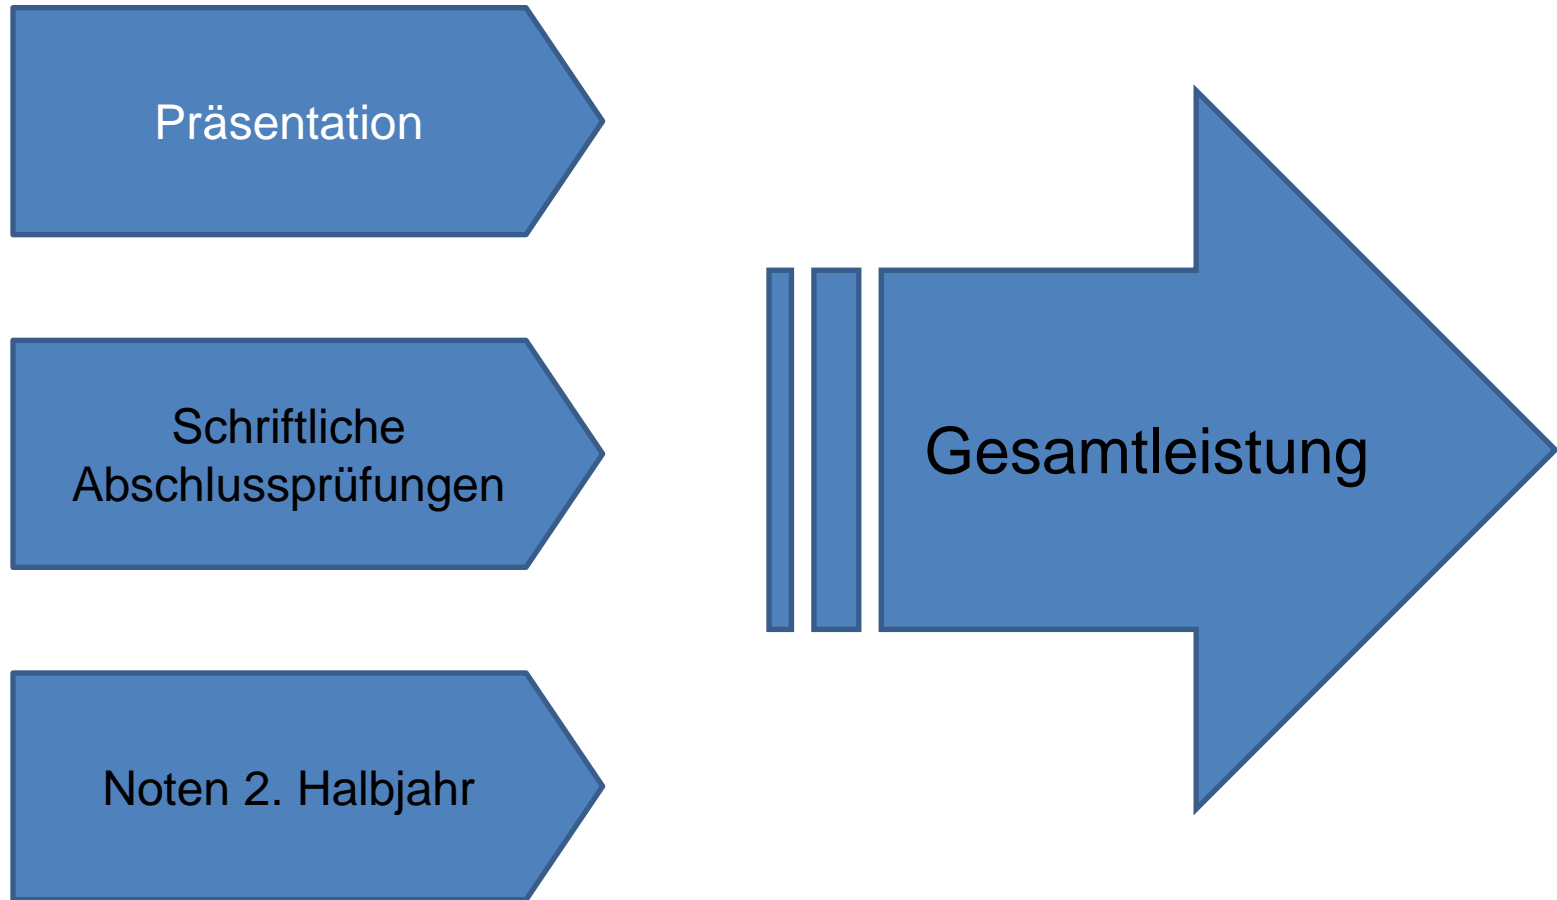 Präsentation
Schriftliche
Abschlussprüfungen
Noten 2. Halbjahr
Gesamtleistung